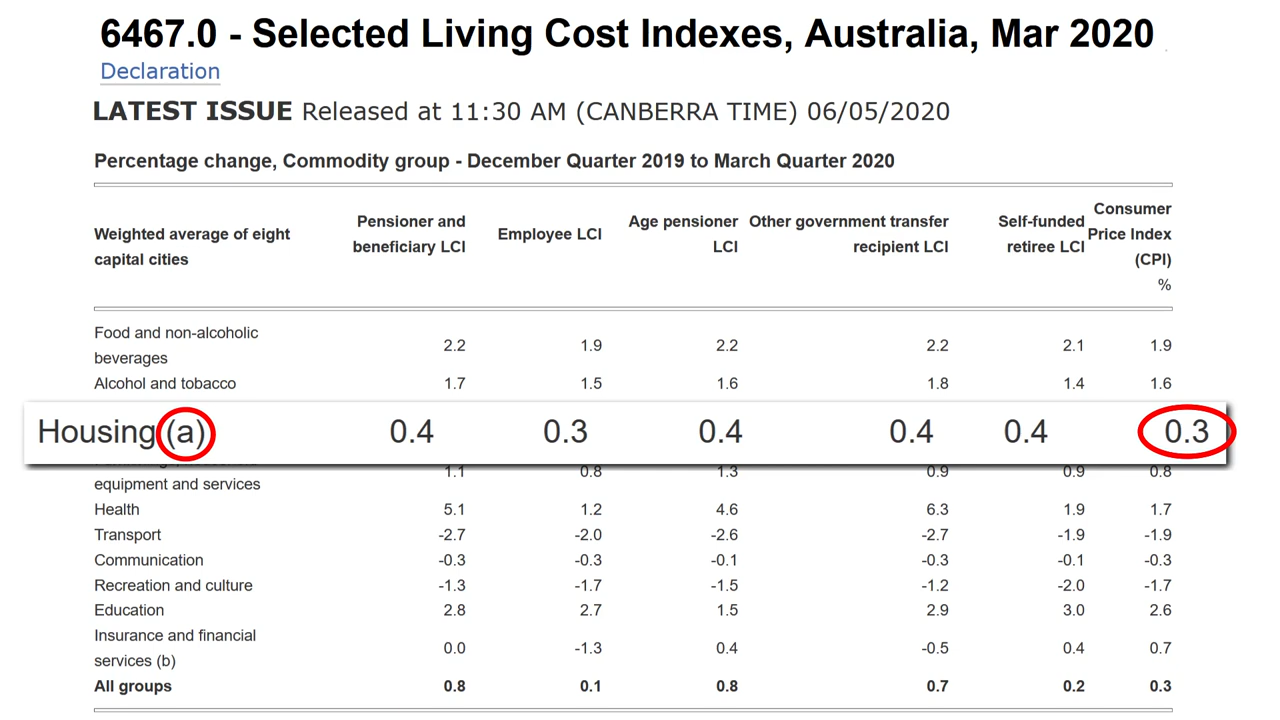 6467.0 - Selected Living Cost Indexes, Australia, Mar 2020
Declaration
LATEST ISSUE Released at 11:30 AM (CANBERRA TIME) 06/05/2020
Percentage change, Commodity group - December Quarter 2019 to March Quarter 2020
Weighted average of eight capital cities Pensioner and beneficiary LCI Employee LCI Age pensioner LCI Other government transfer recipient LCI Self-funded retiree LCI Consumer Price Index (CPI)
%
Food and non-alcoholic beverages 2.2 1.9 2.2 2.2 2.1 1.9
Alcohol and tobacco 1.7 1.5 1.6 1.8 1.4 1.6
Housing (a) 0.4 0.3 0.4 0.4 0.4 0.3
equipment and services 1.1 0.8 1.3 0.9 0.9 0.8
Health 5.1 1.2 4.6 6.3 1.9 1.7
Transport -2.7 -2.0 -2.6 -2.7 -1.9 -1.9
Communication -0.3 -0.3 -0.1 -0.3 -0.1 -0.3
Recreation and culture -1.3 -1.7 -1.5 -1.2 -2.0 -1.7
Education 2.8 2.7 1.5 2.9 3.0 2.6
Insurance and financial services (b) 0.0 -1.3 0.4 -0.5 0.4 0.7
All groups 0.8 0.1 0.8 0.7 0.2 0.3